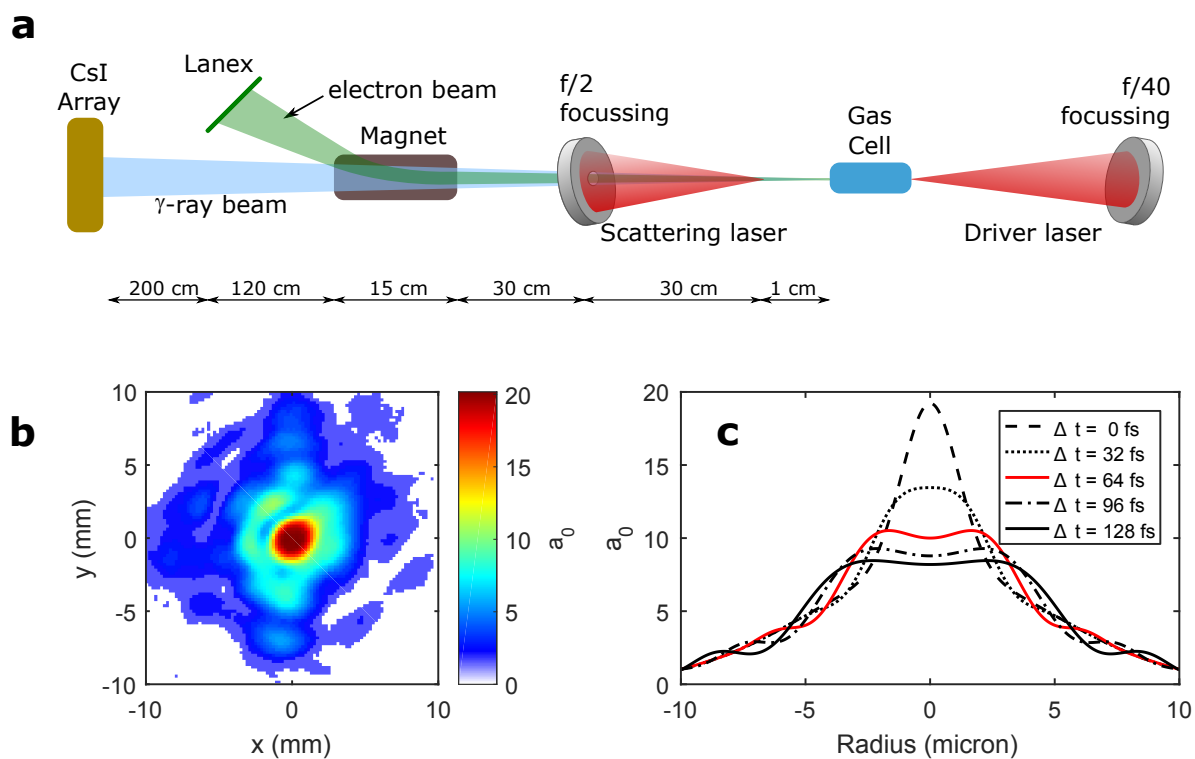 a
CsI
Array
Lanex
electron beam
Magnet
f/2
focussing
Gas
Cell
f/40
focussing
γ-ray beam
Scattering laser
Driver laser
200 cm
120 cm
15 cm
30 cm
30 cm
1 cm
b
10
5
0
-5
-10
y (mm)
-10
0
10
x (mm)
20
15
10
5
0
a0
c
20
15
10
5
0
a0
-10
-5
0
5
10
Radius (micron)
Δ t = 0 fs
Δ t = 32 fs
Δ t = 64 fs
Δ t = 96 fs
Δ t = 128 fs